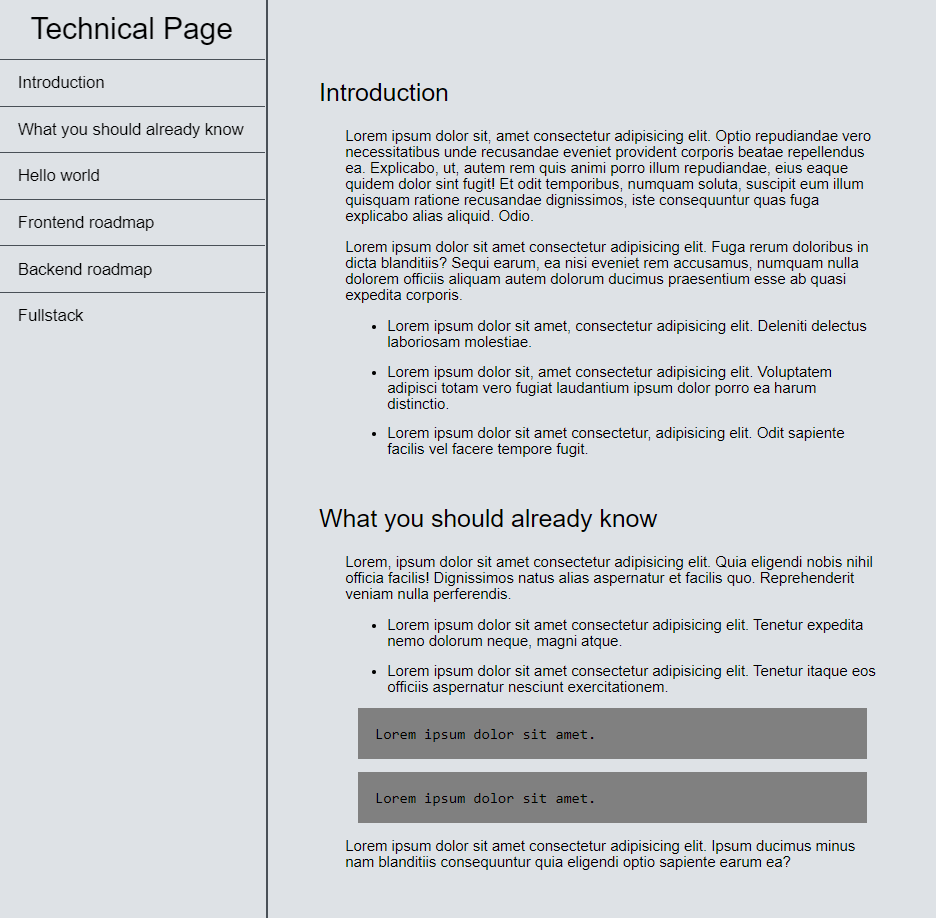 Technical Page
Introduction
What you should already know
Hello world
Frontend roadmap
Backend roadmap
Fullstack
Introduction
Lorem ipsum dolor sit, amet consectetur adipisicing elit. Optio repudiandae vero
necessitatibus unde recusandae eveniet provident corporis beatae repellendus
ea. Explicabo, ut, autem rem quis animi porro illum repudiandae, eius eaque
quidem dolor sint fugit! Et odit temporibus, numquam soluta, suscipit eum illum
quisquam ratione recusandae dignissimos, iste consequuntur quas fuga
explicabo alias aliquid. Odio.
Lorem ipsum dolor sit amet consectetur adipisicing elit. Fuga rerum doloribus in
dicta blanditiis? Sequi earum, ea nisi eveniet rem accusamus, numquam nulla
dolorem officiis aliquam autem dolorum ducimus praesentium esse ab quasi
expedita corporis.
• Lorem ipsum dolor sit amet, consectetur adipisicing elit. Deleniti delectus
laboriosam molestiae.
• Lorem ipsum dolor sit, amet consectetur adipisicing elit. Voluptatem
adipisci totam vero fugiat laudantium ipsum dolor porro ea harum
distinctio.
• Lorem ipsum dolor sit amet consectetur, adipisicing elit. Odit sapiente
facilis vel facere tempore fugit.
What you should already know
Lorem, ipsum dolor sit amet consectetur adipisicing elit. Quia eligendi nobis nihil
officia facilis! Dignissimos natus alias aspernatur et facilis quo. Reprehenderit
veniam nulla perferendis.
• Lorem ipsum dolor sit amet consectetur adipisicing elit. Tenetur expedita
nemo dolorum neque, magni atque.
• Lorem ipsum dolor sit amet consectetur adipisicing elit. Tenetur itaque eos
officiis aspernatur nesciunt exercitationem.
Lorem ipsum dolor sit amet.
Lorem ipsum dolor sit amet.
Lorem ipsum dolor sit amet consectetur adipisicing elit. Ipsum ducimus minus
nam blanditiis consequuntur quia eligendi optio sapiente earum ea?